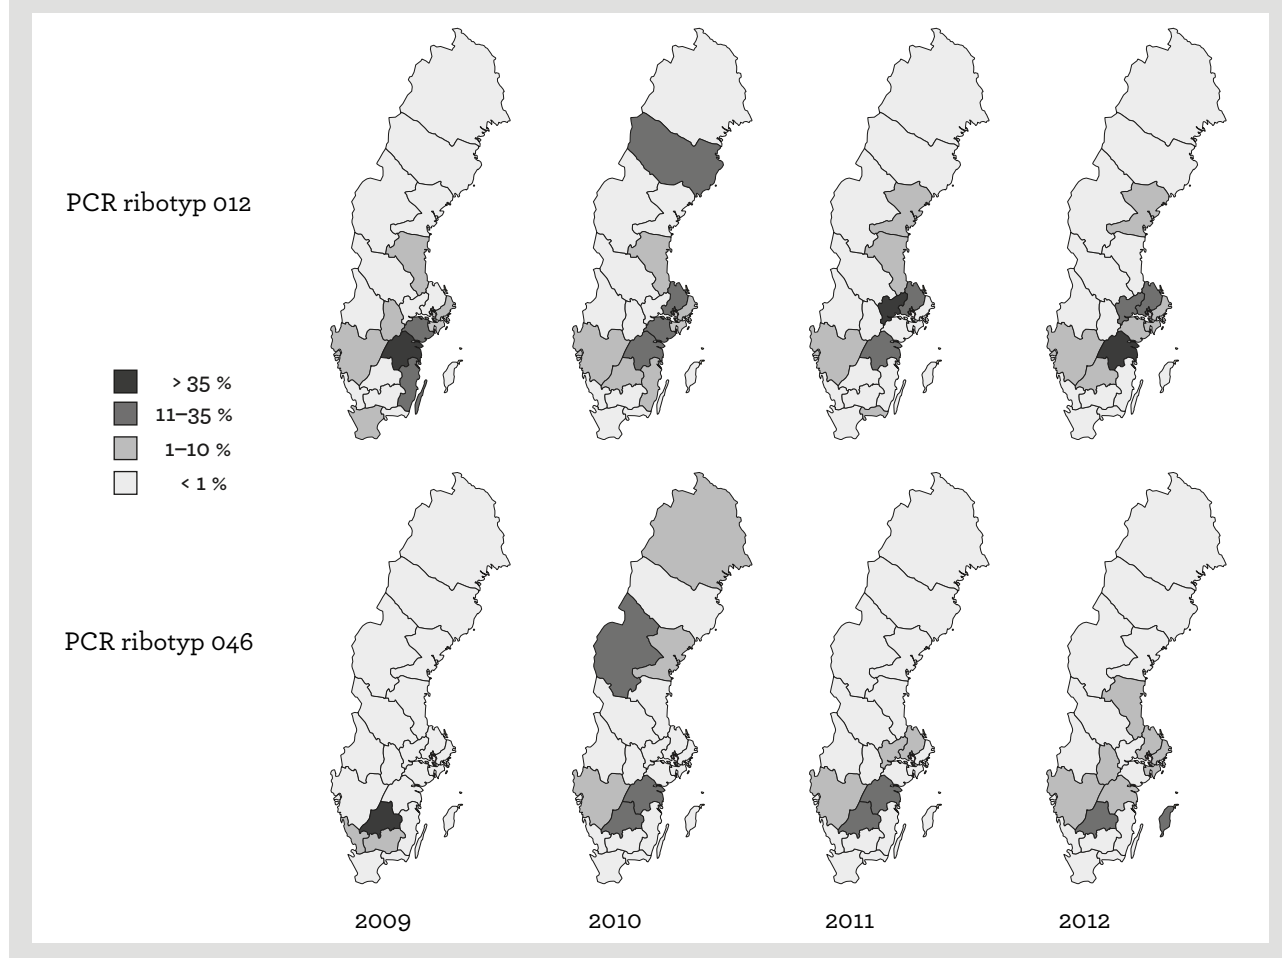 PCR ribotyp 012
> 35 %
11–35 %
1–10 %
< 1 %
PCR ribotyp 046
2009 2010 2011 2012